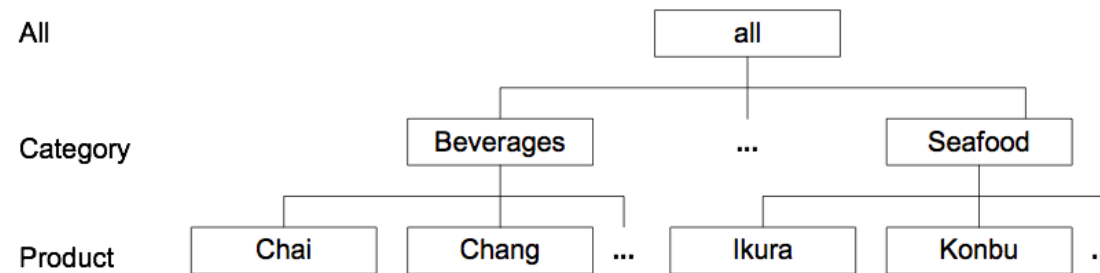 All all
Category Beverages ... Seafood
Product Chai Chang ... Ikura Konbu ..